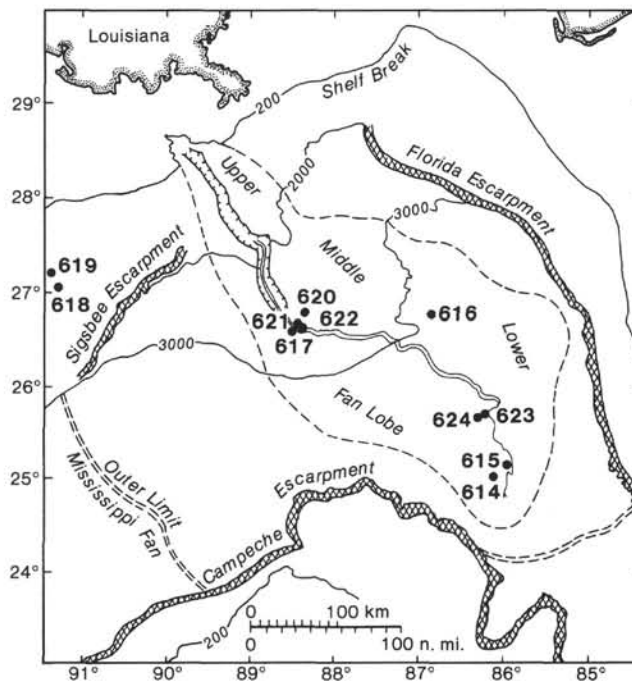 Louisiana
200
Shelf Break
29°
Upper
2000
Florida Escarpment
28°
3000
Middle
619
618
Sigsbee Escarpment
27°
620
621
622
617
616
Lower
3000
26°
Fan Lobe
624
623
Outer Limit
Mississippi Fan
25°
Escarpment
615
614
Campeche
24°
200
0 100 km
0 100 n. mi.
91° 90° 89° 88° 87° 86° 85°